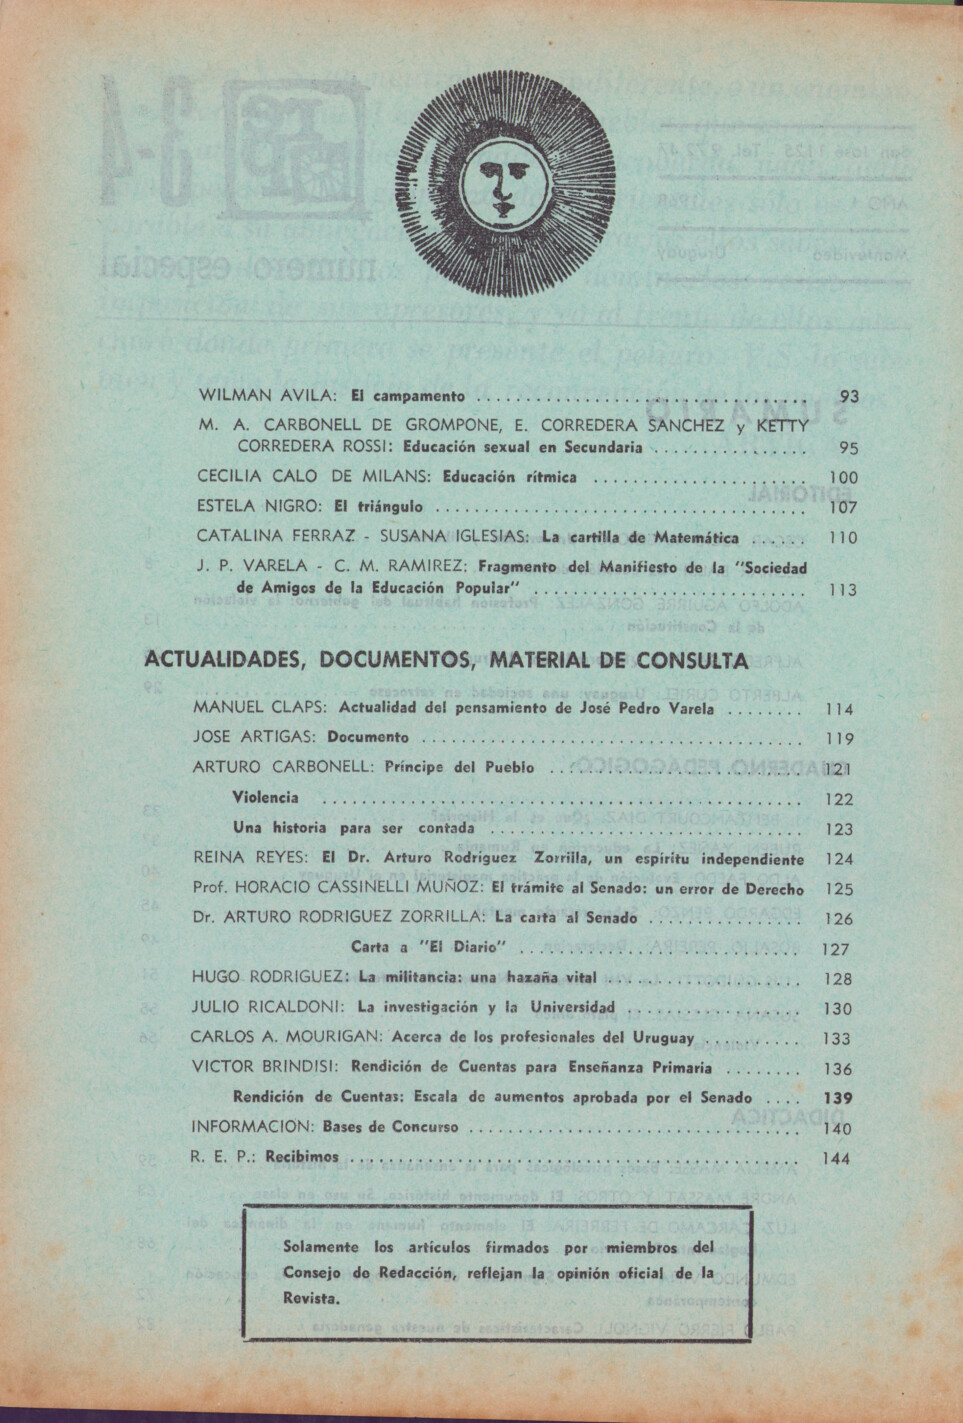 WILMAN AVILA: El campamento ................................ 93
M. A. CARBONELL DE GROMPONE, E. CORREDERA SANCHEZ y KETTY
CORREDERA ROSSI: Educación sexual en Secundaria ............... 95
CECILIA CALO DE MILANS: Educación rítmica ..................... 100
ESTELA NIGRO: El triángulo ..................................... 107
CATALINA FERRAZ - SUSANA IGLESIAS: La cartilla de Matemática ...... 110
J. P. VARELA - C. M. RAMIREZ: Fragmento del Manifiesto de la "Sociedad
de Amigos de la Educación Popular" ........................... 113
ACTUALIDADES, DOCUMENTOS, MATERIAL DE CONSULTA
MANUEL CLAPS: Actualidad del pensamiento de José Pedro Varela ........ 114
JOSE ARTIGAS: Documento ...................................... 119
ARTURO CARBONELL: Príncipe del Pueblo ......................... 121
Violencia ................................................ 122
Una historia para ser contada ............................... 123
REINA REYES: El Dr. Arturo Rodríguez Zorrilla, un espíritu independiente 124
Prof. HORACIO CASSINELLI MUÑOZ: El trámite al Senado: un error de Derecho 125
Dr. ARTURO RODRIGUEZ ZORRILLA: La carta al Senado ................ 126
Carta a "El Diario" ............................ 127
HUGO RODRIGUEZ: La militancia: una hazaña vital .................... 128
JULIO RICALDONI: La investigación y la Universidad .................. 130
CARLOS A. MOURIGAN: Acerca de los profesionales del Uruguay .......... 133
VICTOR BRINDISI: Rendición de Cuentas para Enseñanza Primaria ........ 136
Rendición de Cuentas: Escala de aumentos aprobada por el Senado .... 139
INFORMACION: Bases de Concurso ................................. 140
R. E. P.: Recibimos ............................................. 144
Solamente los artículos firmados por miembros del
Consejo de Redacción, reflejan la opinión oficial de la
Revista.